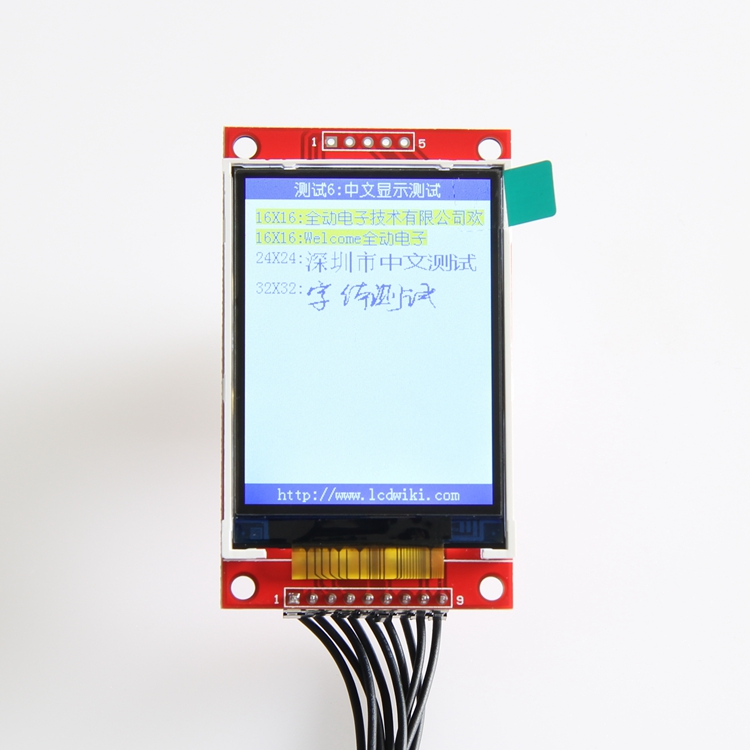 1 5
测试6:中文显示测试
16X16:全动电子技术有限公司欢
16X16:Welcome全动电子
24X24:深圳市中文测试
32X32:字体测试
http://www.lcdwiki.com
1 9